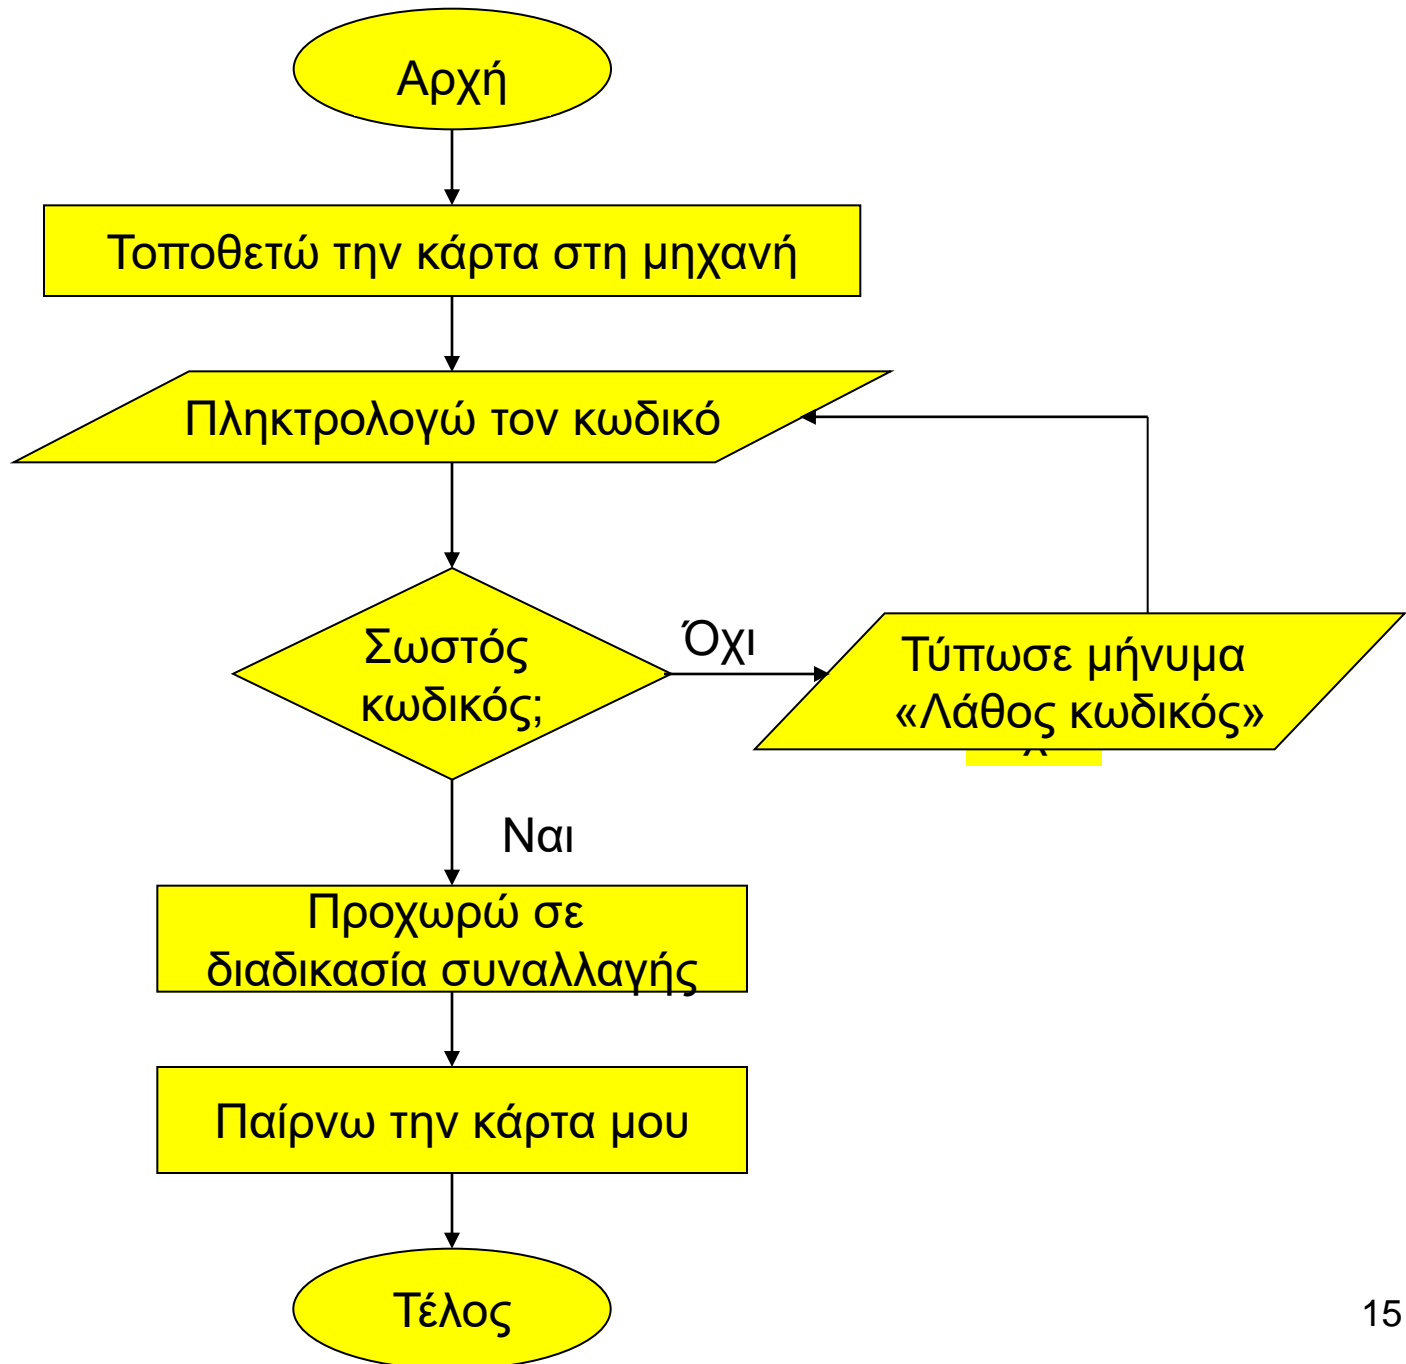 Αρχή
Τοποθετώ την κάρτα στη μηχανή
Πληκτρολογώ τον κωδικό
Σωστός
κωδικός;
Όχι
Τύπωσε μήνυμα
«Λάθος κωδικός»
Ναι
Προχωρώ σε
διαδικασία συναλλαγής
Παίρνω την κάρτα μου
Τέλος
15